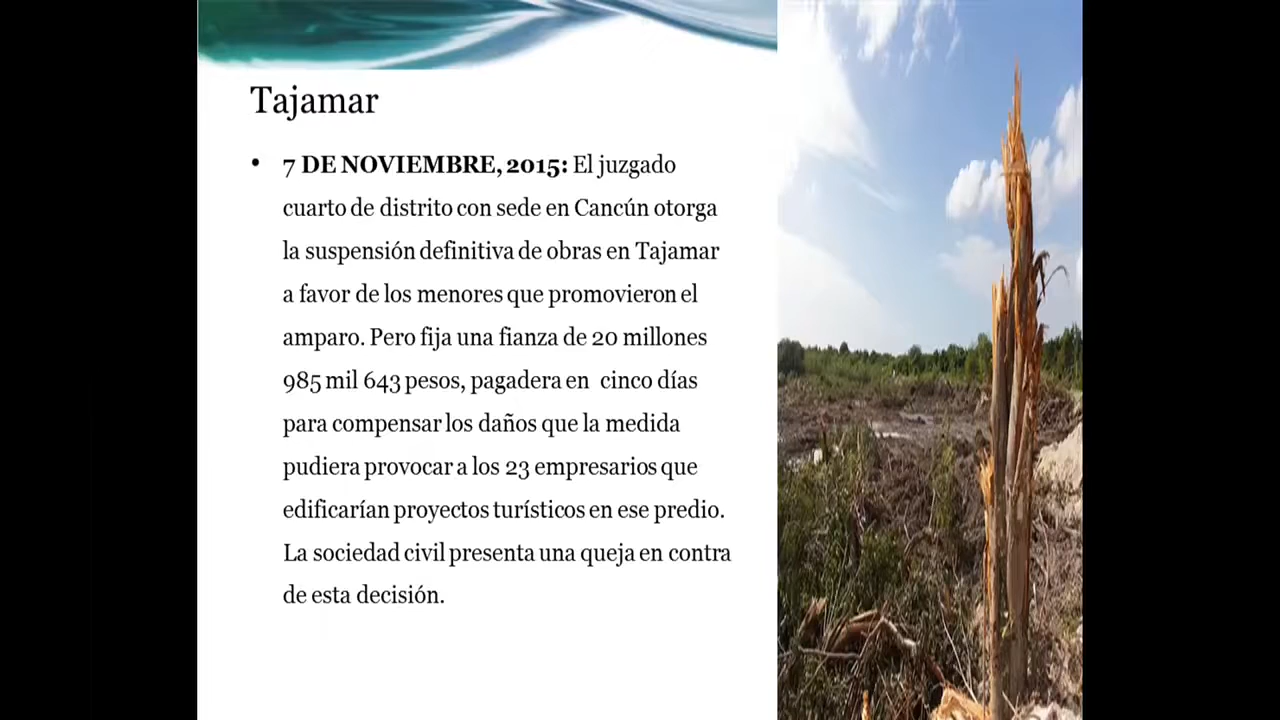 Tajamar
• 7 DE NOVIEMBRE, 2015: El juzgado
cuarto de distrito con sede en Cancún otorga
la suspensión definitiva de obras en Tajamar
a favor de los menores que promovieron el
amparo. Pero fija una fianza de 20 millones
985 mil 643 pesos, pagadera en cinco días
para compensar los daños que la medida
pudiera provocar a los 23 empresarios que
edificarían proyectos turísticos en ese predio.
La sociedad civil presenta una queja en contra
de esta decisión.